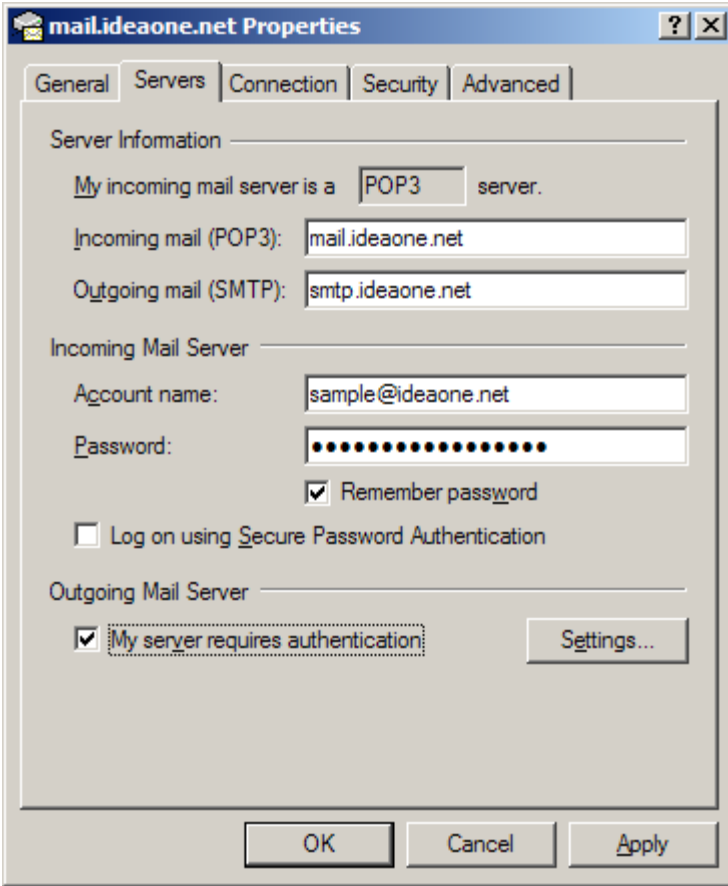 mail.ideaone.net Properties ? X
General Servers Connection Security Advanced
Server Information
My incoming mail server is a POP3 server.
Incoming mail (POP3): mail.ideaone.net
Outgoing mail (SMTP): smtp.ideaone.net
Incoming Mail Server
Account name: sample@ideaone.net
Password: ●●●●●●●●●●●●●●●●●
Remember password
Log on using Secure Password Authentication
Outgoing Mail Server
My server requires authentication Settings...
OK Cancel Apply